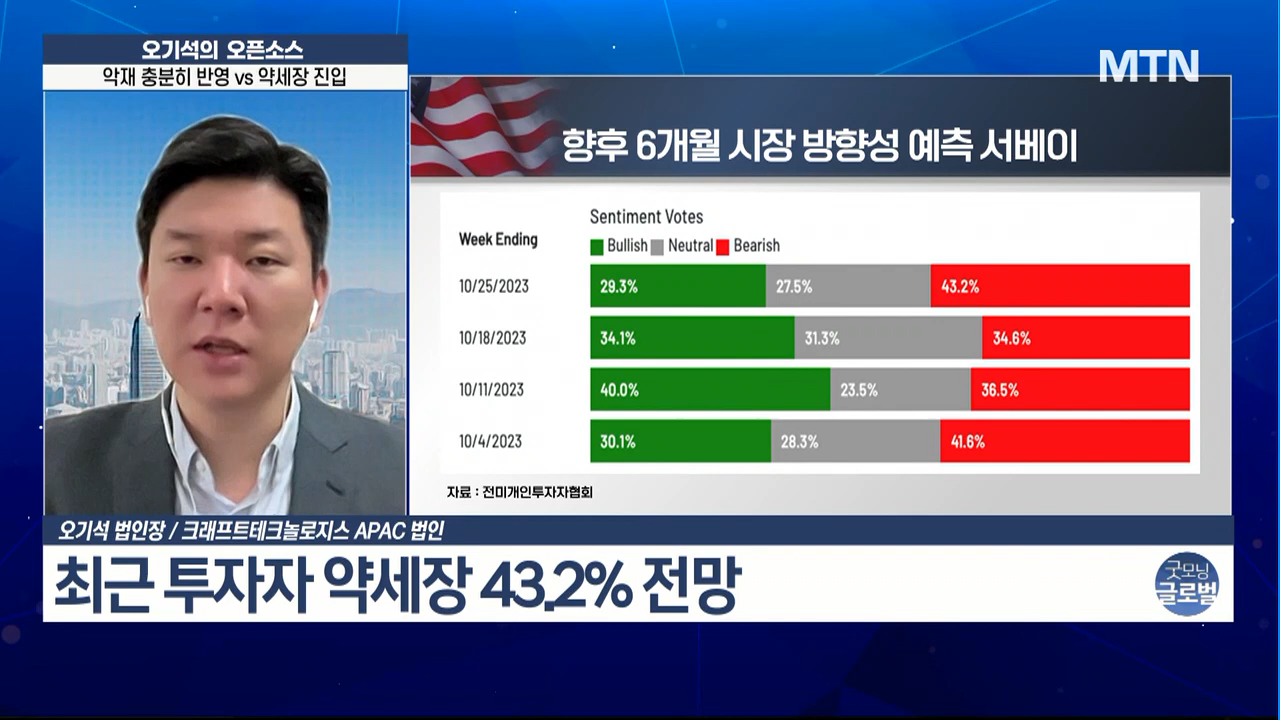 오기석의 오픈소스
악재 충분히 반영 vs 약세장 진입
MTN
향후 6개월 시장 방향성 예측 서베이
Sentiment Votes
Week Ending
Bullish Neutral Bearish
10/25/2023 29.3% 27.5% 43.2%
10/18/2023 34.1% 31.3% 34.6%
10/11/2023 40.0% 23.5% 36.5%
10/4/2023 30.1% 28.3% 41.6%
자료 : 전미개인투자자협회
오기석 법인장 / 크래프트테크놀로지스 APAC 법인
최근 투자자 약세장 43.2% 전망
굿모닝
글로벌